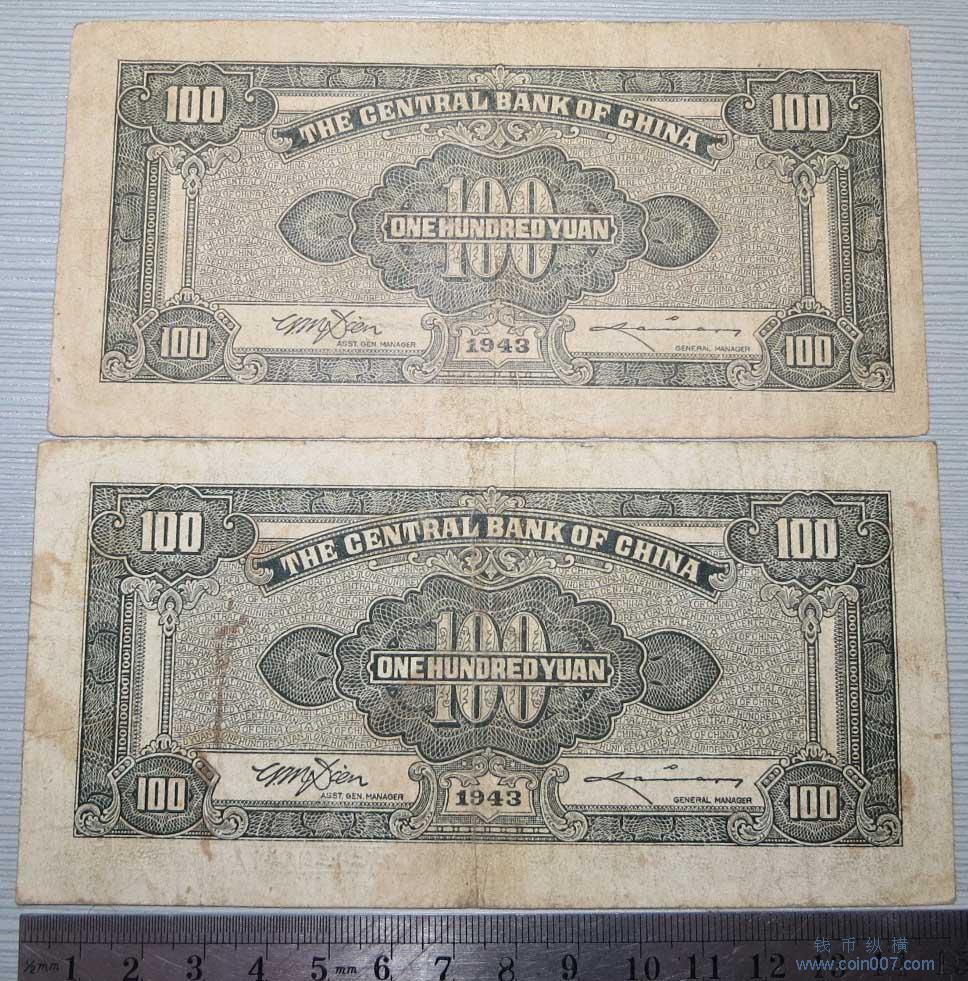 100 100
THE CENTRAL BANK OF CHINA
100
ONE HUNDRED YUAN
ASST. GEN. MANAGER
GENERAL MANAGER
100 1943 100
100 100
THE CENTRAL BANK OF CHINA
100
ONE HUNDRED YUAN
ASST. GEN. MANAGER
GENERAL MANAGER
100 1943 100
钱币纵横
www.coin007.com
½mm 1 2 3 4 5 mm 6 7 8 9 10 11 12